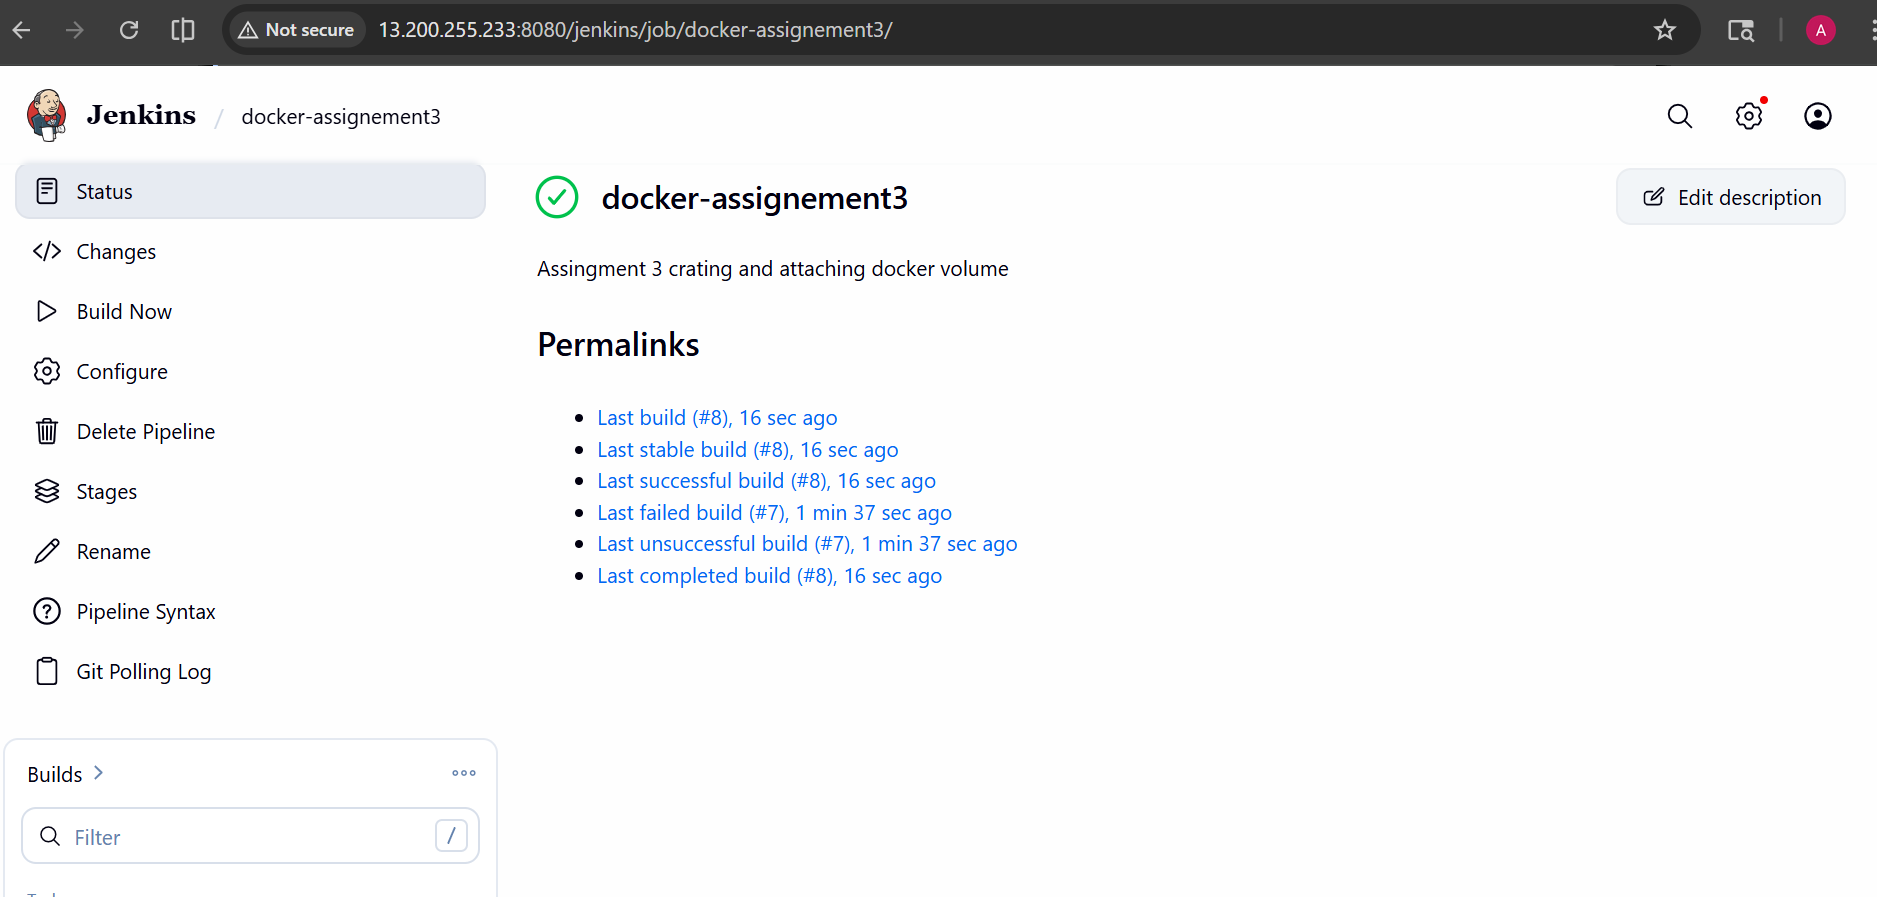 Not secure 13.200.255.233:8080/jenkins/job/docker-assignement3/ A
Jenkins / docker-assignement3
Status
Changes
Build Now
Configure
Delete Pipeline
Stages
Rename
Pipeline Syntax
Git Polling Log
Builds
Filter /
docker-assignement3
Edit description
Assingment 3 crating and attaching docker volume
Permalinks
Last build (#8), 16 sec ago
Last stable build (#8), 16 sec ago
Last successful build (#8), 16 sec ago
Last failed build (#7), 1 min 37 sec ago
Last unsuccessful build (#7), 1 min 37 sec ago
Last completed build (#8), 16 sec ago